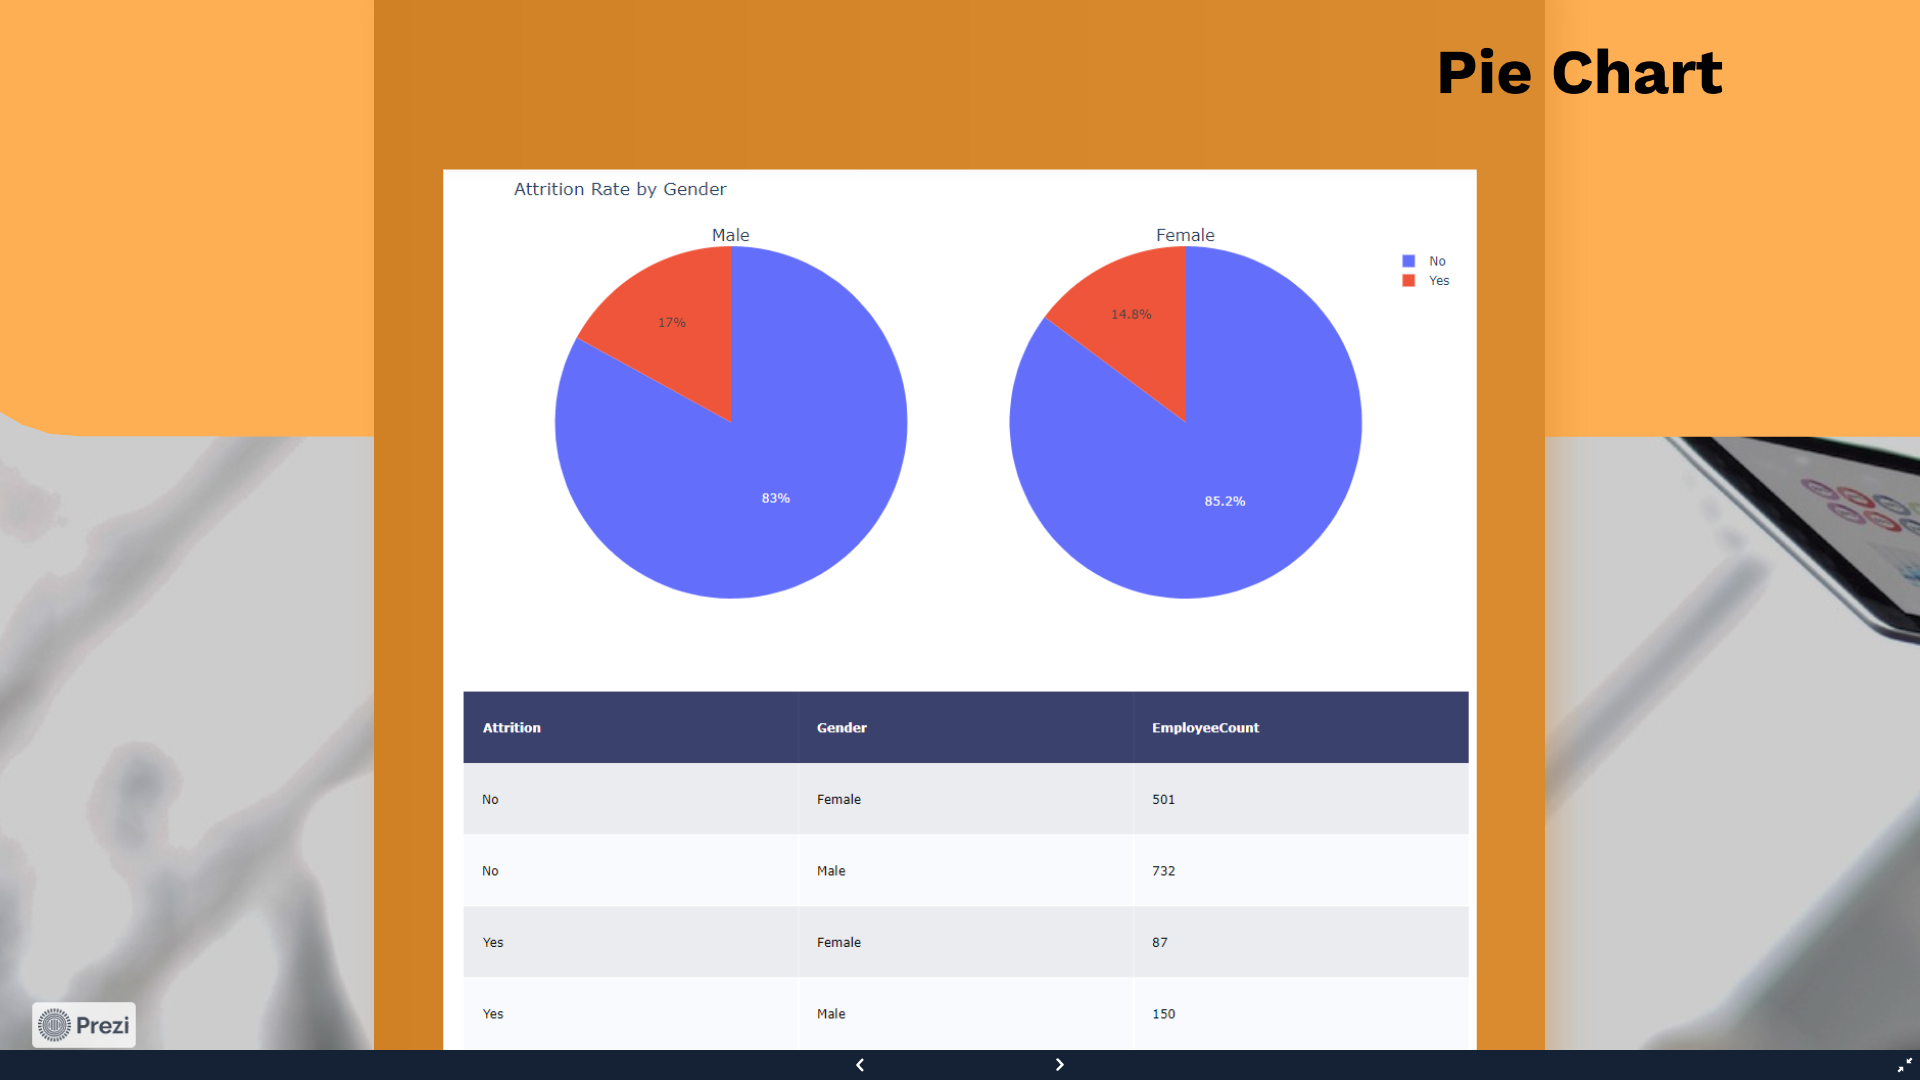 Pie Chart
Attrition Rate by Gender
Male
Female
No
Yes
17%
14.8%
83%
85.2%
Attrition Gender EmployeeCount
No Female 501
No Male 732
Yes Female 87
Yes Male 150
Prezi